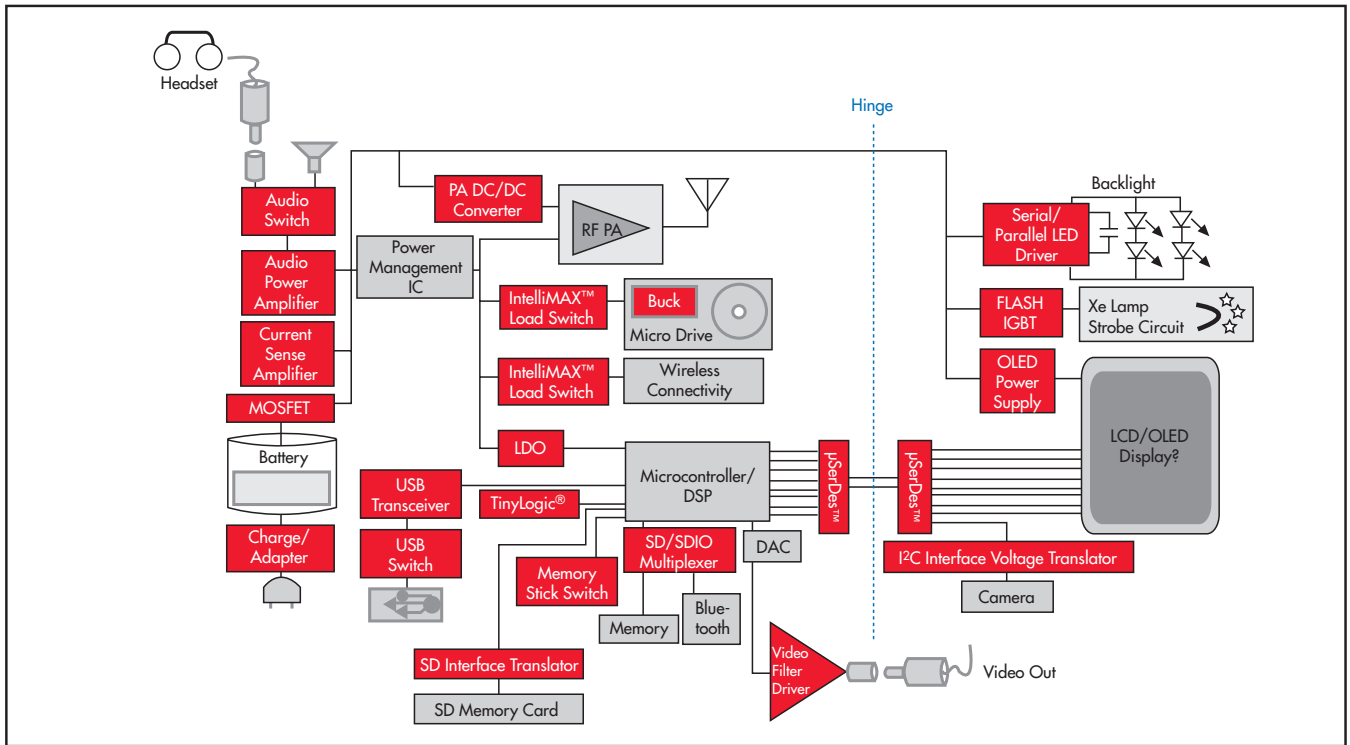 Headset
Hinge
Audio
Switch
PA DC/DC
Converter
RF PA
Backlight
Serial/
Parallel LED
Driver
Audio
Power
Amplifier
Power
Management
IC
IntelliMAX™
Load Switch
Buck
Micro Drive
FLASH
IGBT
Xe Lamp
Strobe Circuit
Current
Sense
Amplifier
IntelliMAX™
Load Switch
Wireless
Connectivity
OLED
Power
Supply
MOSFET
Battery
LDO
Microcontroller/
DSP
µSerDes™
µSerDes™
LCD/OLED
Display?
USB
Transceiver
TinyLogic®
Charge/
Adapter
USB
Switch
Memory
Stick Switch
SD/SDIO
Multiplexer
DAC
I²C Interface Voltage Translator
Camera
Memory
Blue-
tooth
SD Interface Translator
SD Memory Card
Video
Filter
Driver
Video Out